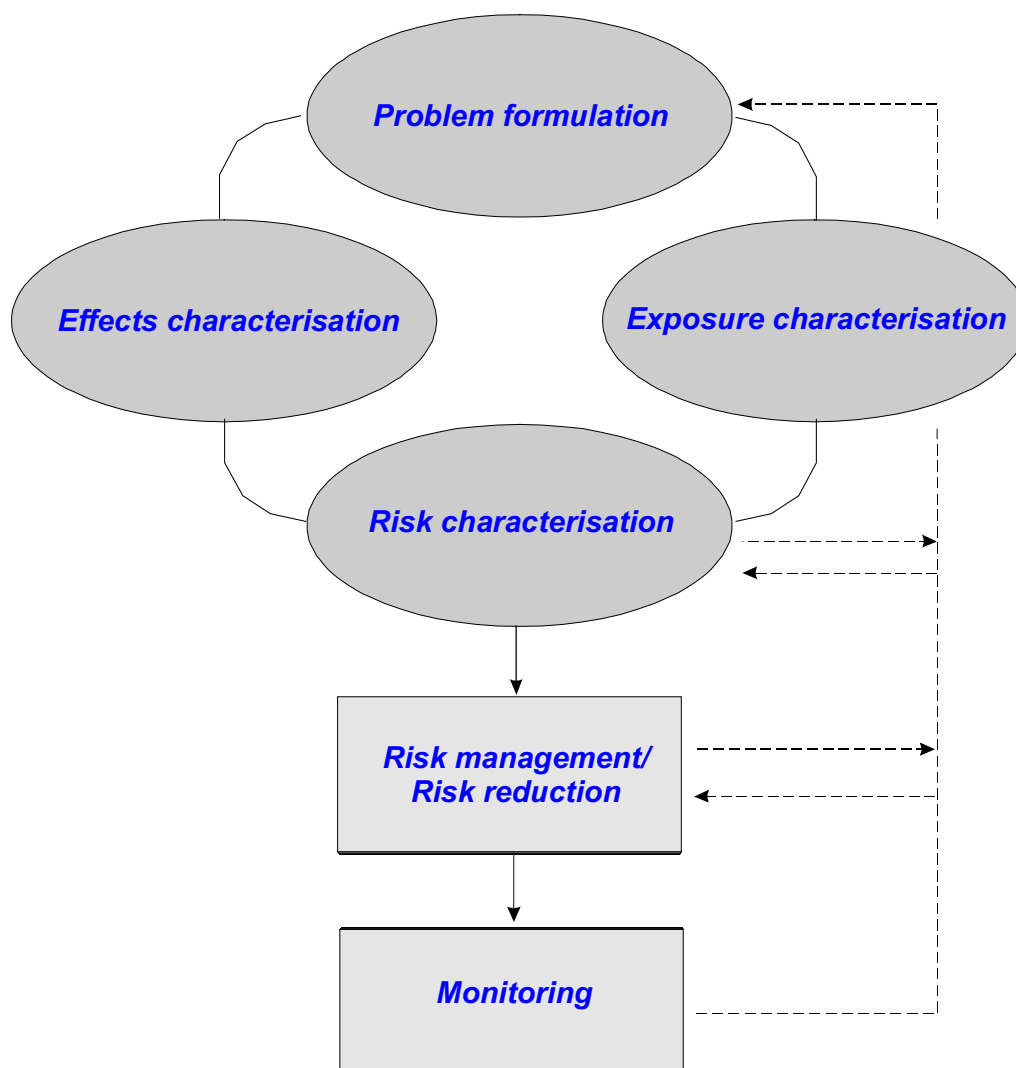 Problem formulation
Effects characterisation
Exposure characterisation
Risk characterisation
Risk management/
Risk reduction
Monitoring